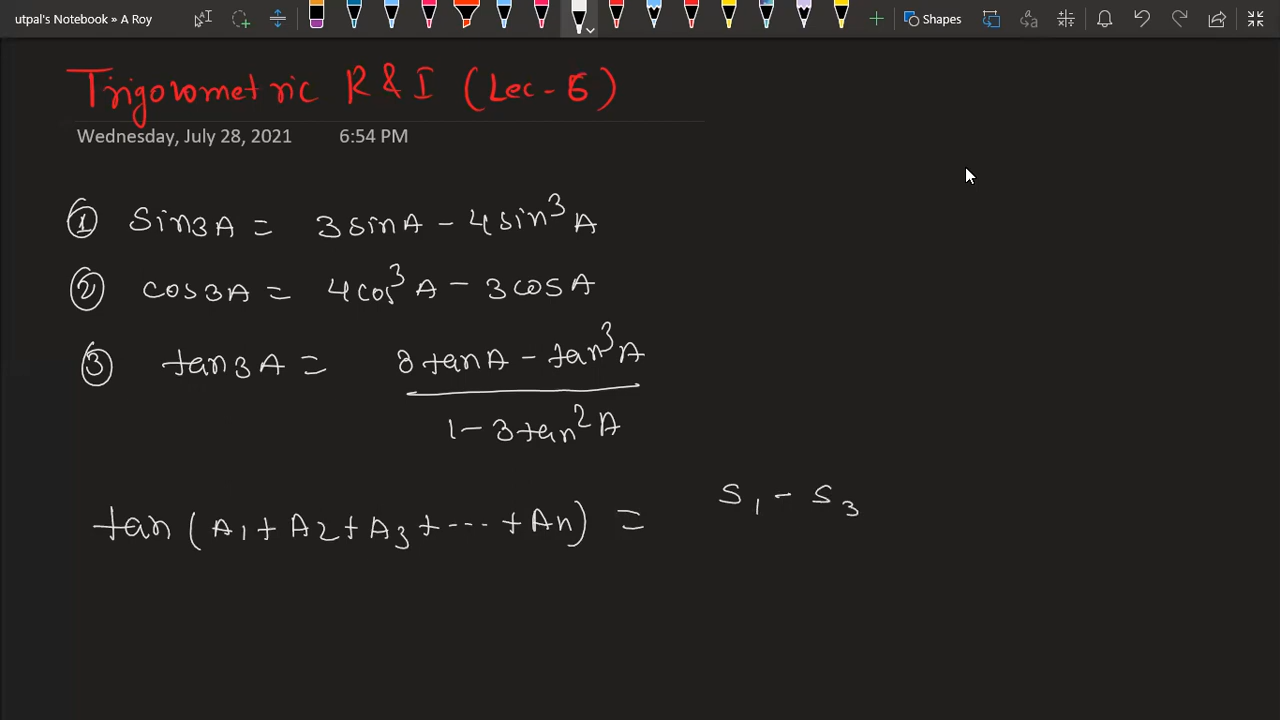 utpal's Notebook » A Roy
Shapes
Trigonometric R & I (Lec - 5)
Wednesday, July 28, 2021 6:54 PM
① Sin3A = 3sinA - 4sin³A
② cos3A = 4cos³A - 3cosA
③ tan3A = 3tanA - tan³A
1 - 3tan²A
tan (A₁ + A₂ + A₃ + ... + An) = S₁ - S₃